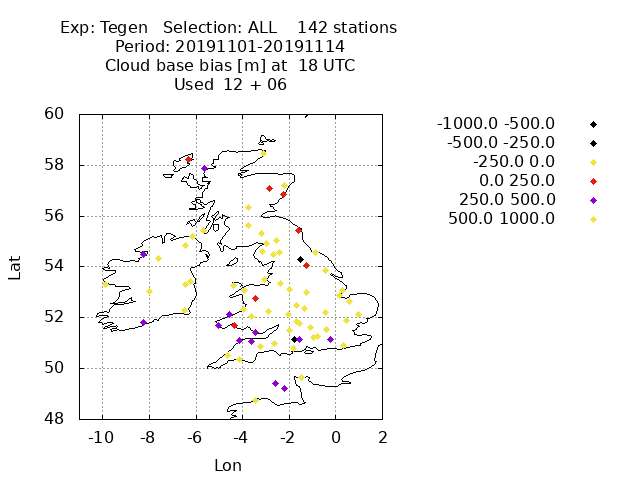 Exp: Tegen Selection: ALL 142 stations
Period: 20191101-20191114
Cloud base bias [m] at 18 UTC
Used 12 + 06
60
58
56
54
52
50
48
Lat
-10 -8 -6 -4 -2 0 2
Lon
-1000.0 -500.0
-500.0 -250.0
-250.0 0.0
0.0 250.0
250.0 500.0
500.0 1000.0